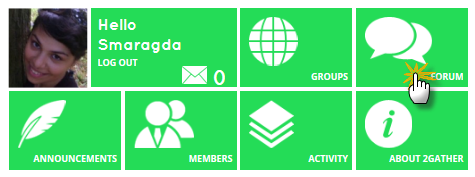 Hello
Smaragda
LOG OUT
0
GROUPS
FORUM
ANNOUNCEMENTS
MEMBERS
ACTIVITY
ABOUT 2GATHER